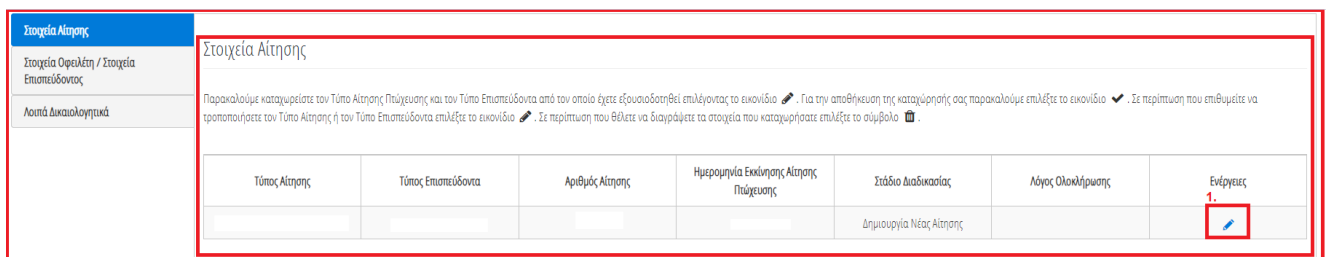 Στοιχεία Αίτησης
Στοιχεία Οφειλέτη / Στοιχεία
Επισπεύδοντος
Λοιπά Δικαιολογητικά
Στοιχεία Αίτησης
Παρακαλούμε καταχωρείστε τον Τύπο Αίτησης Πτώχευσης και τον Τύπο Επισπεύδοντα από τον οποίο έχετε εξουσιοδοτηθεί επιλέγοντας το εικονίδιο . Για την αποθήκευση της καταχώρησής σας παρακαλούμε επιλέξτε το εικονίδιο . Σε περίπτωση που επιθυμείτε να
τροποποιήσετε τον Τύπο Αίτησης ή τον Τύπο Επισπεύδοντα επιλέξτε το εικονίδιο . Σε περίπτωση που θέλετε να διαγράψετε τα στοιχεία που καταχωρήσατε επιλέξτε το σύμβολο .
Τύπος Αίτησης
Τύπος Επισπεύδοντα
Αριθμός Αίτησης
Ημερομηνία Εκκίνησης Αίτησης
Πτώχευσης
Στάδιο Διαδικασίας
Λόγος Ολοκλήρωσης
Ενέργειες
1.
Δημιουργία Νέας Αίτησης